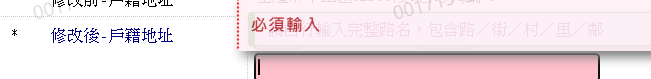 修改前-戶籍地址
必須輸入
* 修改後-戶籍地址
輸入完整路名，包含路／街／村／里／鄰